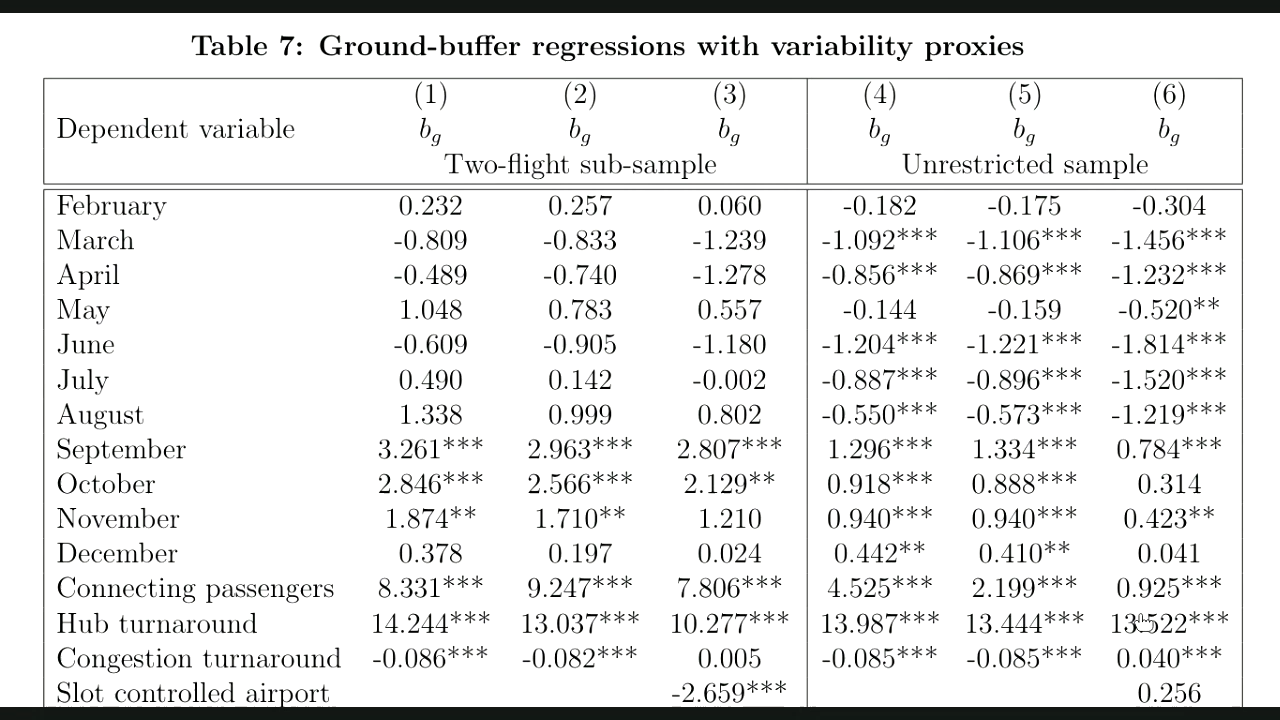 Table 7: Ground-buffer regressions with variability proxies
(1) (2) (3) (4) (5) (6)
Dependent variable b_g b_g b_g b_g b_g b_g
Two-flight sub-sample Unrestricted sample
February 0.232 0.257 0.060 -0.182 -0.175 -0.304
March -0.809 -0.833 -1.239 -1.092*** -1.106*** -1.456***
April -0.489 -0.740 -1.278 -0.856*** -0.869*** -1.232***
May 1.048 0.783 0.557 -0.144 -0.159 -0.520**
June -0.609 -0.905 -1.180 -1.204*** -1.221*** -1.814***
July 0.490 0.142 -0.002 -0.887*** -0.896*** -1.520***
August 1.338 0.999 0.802 -0.550*** -0.573*** -1.219***
September 3.261*** 2.963*** 2.807*** 1.296*** 1.334*** 0.784***
October 2.846*** 2.566*** 2.129** 0.918*** 0.888*** 0.314
November 1.874** 1.710** 1.210 0.940*** 0.940*** 0.423**
December 0.378 0.197 0.024 0.442** 0.410** 0.041
Connecting passengers 8.331*** 9.247*** 7.806*** 4.525*** 2.199*** 0.925***
Hub turnaround 14.244*** 13.037*** 10.277*** 13.987*** 13.444*** 13.522***
Congestion turnaround -0.086*** -0.082*** 0.005 -0.085*** -0.085*** 0.040***
Slot controlled airport -2.659*** 0.256